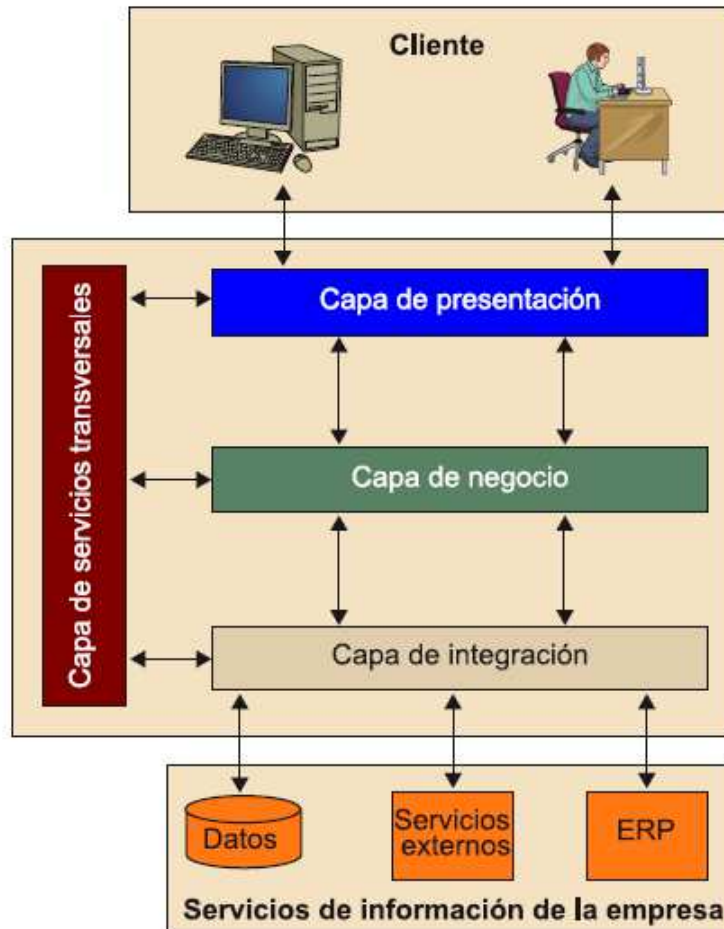 Cliente
Capa de servicios transversales
Capa de presentación
Capa de negocio
Capa de integración
Datos
Servicios
externos
ERP
Servicios de información de la empresa